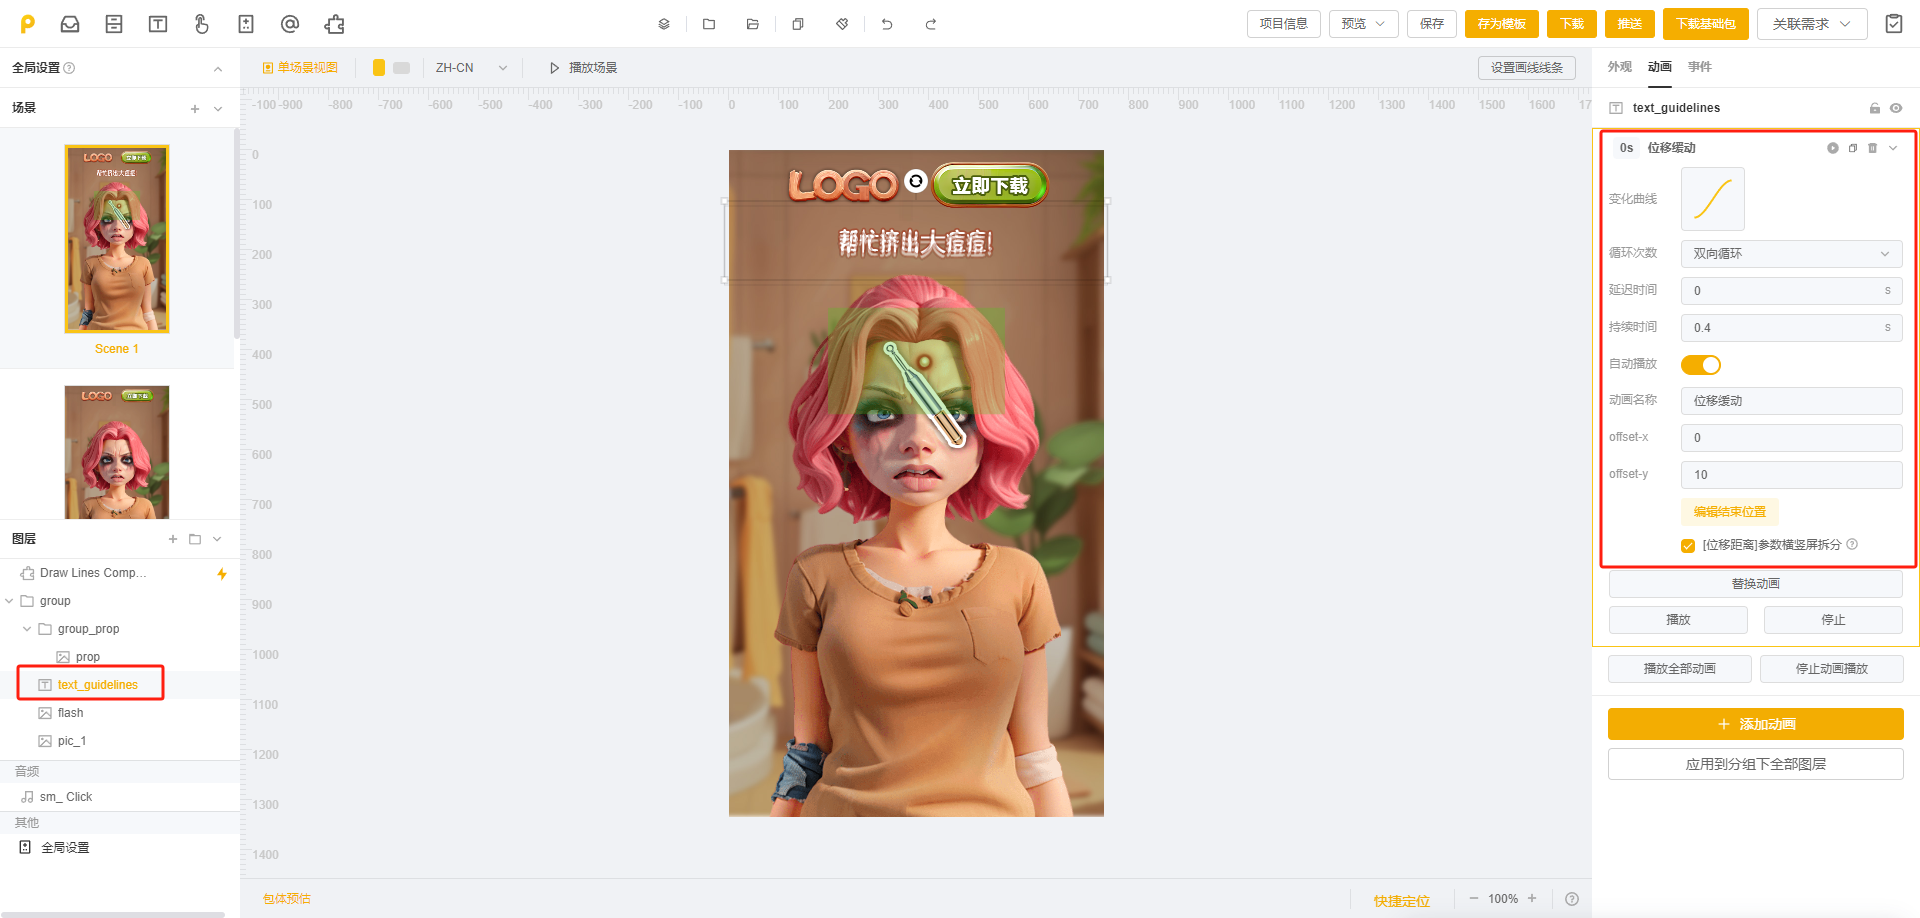 项目信息
预览
保存
存为模板
下载
推送
下载基础包
关联需求
全局设置
单场景视图
ZH-CN
播放场景
设置画线线条
外观 动画 事件
场景
-100 -900 -800 -700 -600 -500 -400 -300 -200 -100 0 100 200 300 400 500 600 700 800 900 1000 1100 1200 1300 1400 1500 1600 17
text_guidelines
LOGO 立即下载
帮忙挤出大痘痘!
Scene 1
LOGO 立即下载
0
100
200
300
400
500
600
700
800
900
1000
1100
1200
1300
1400
LOGO 立即下载
帮忙挤出大痘痘!
0s 位移缓动
变化曲线
循环次数 双向循环
延迟时间 0 s
持续时间 0.4 s
自动播放
动画名称 位移缓动
offset-x 0
offset-y 10
编辑结束位置
[位移距离]参数横竖屏拆分
替换动画
播放 停止
播放全部动画 停止动画播放
添加动画
应用到分组下全部图层
图层
Draw Lines Comp...
group
group_prop
prop
text_guidelines
flash
pic_1
音频
sm_ Click
其他
全局设置
包体预估
快捷定位
100%